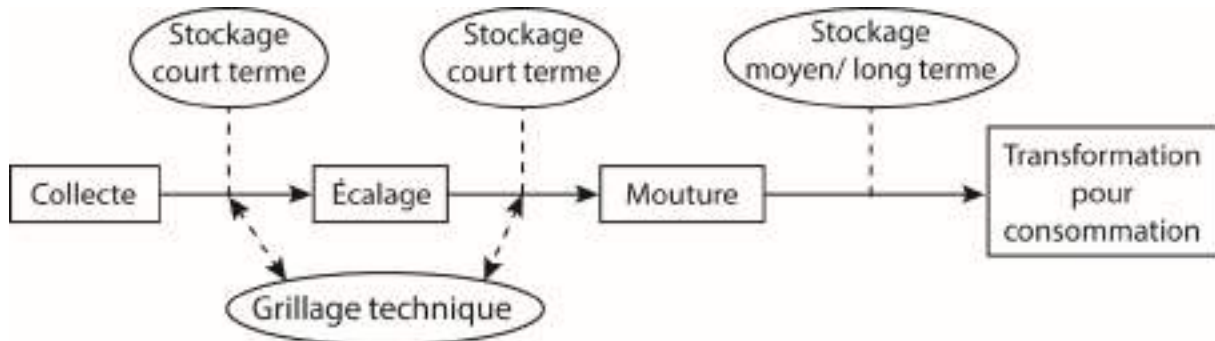 Stockage
court terme
Stockage
court terme
Stockage
moyen/ long terme
Collecte
Écalage
Mouture
Transformation
pour
consommation
Grillage technique